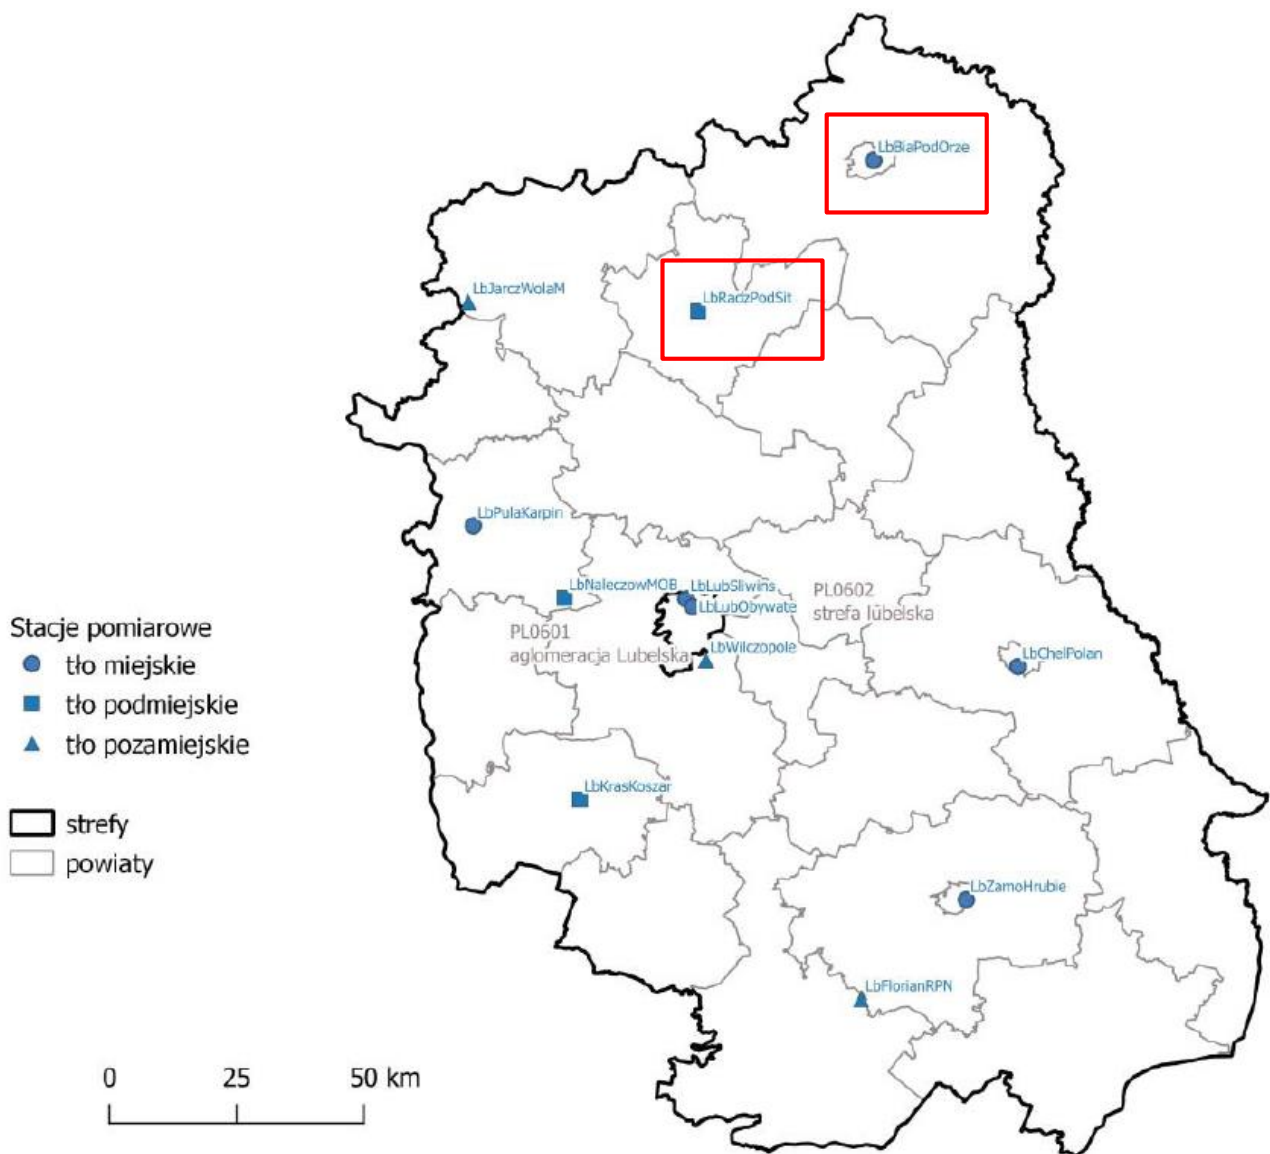 LbBiaPodOrze
LbJarczWolaM
LbRadzPodSit
LbPulaKarpin
LbNaleczowMOB
LbLubSliwins
LbLubObywate
PL0602
strefa lubelska
PL0601
aglomeracja Lubelska
LbWilczopole
LbChelPolan
LbKrasKoszar
LbZamoHrubie
LbFlorianRPN
Stacje pomiarowe
tło miejskie
tło podmiejskie
tło pozamiejskie
strefy
powiaty
0 25 50 km